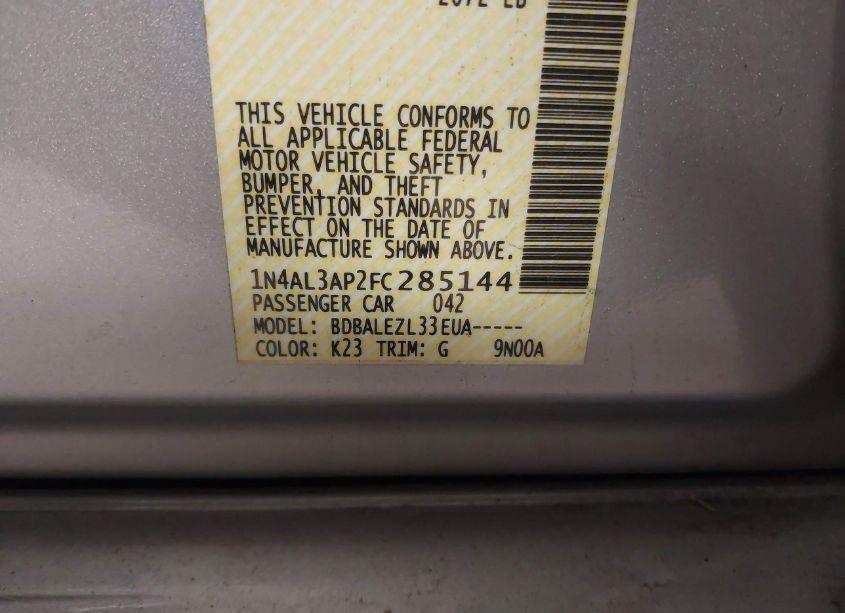 THIS VEHICLE CONFORMS TO
ALL APPLICABLE FEDERAL
MOTOR VEHICLE SAFETY,
BUMPER, AND THEFT
PREVENTION STANDARDS IN
EFFECT ON THE DATE OF
MANUFACTURE SHOWN ABOVE.
1N4AL3AP2FC285144
PASSENGER CAR 042
MODEL: BDBALEZL33EUA-----
COLOR: K23 TRIM: G 9N00A